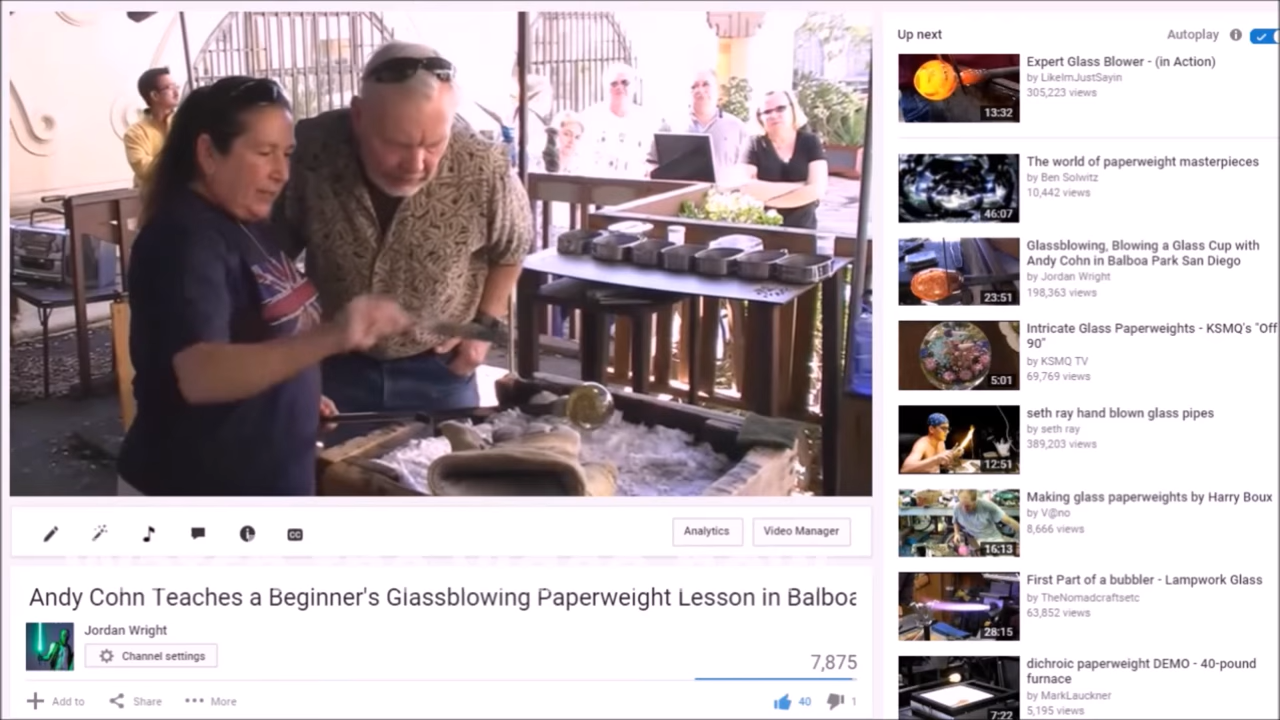 Up next
Autoplay
Expert Glass Blower - (in Action)
by LikeImJustSayin
305,223 views
13:32
The world of paperweight masterpieces
by Ben Solwitz
10,442 views
46:07
Glassblowing, Blowing a Glass Cup with
Andy Cohn in Balboa Park San Diego
by Jordan Wright
198,363 views
23:51
Intricate Glass Paperweights - KSMQ's "Off
90"
by KSMQ TV
69,769 views
5:01
seth ray hand blown glass pipes
by seth ray
389,203 views
12:51
Making glass paperweights by Harry Boux
by V@no
8,666 views
16:13
First Part of a bubbler - Lampwork Glass
by TheNomadcraftsetc
63,852 views
28:15
dichroic paperweight DEMO - 40-pound
furnace
by MarkLauckner
5,195 views
7:22
CC
Analytics
Video Manager
Andy Cohn Teaches a Beginner's Glassblowing Paperweight Lesson in Balboa
Jordan Wright
Channel settings
7,875
Add to
Share
More
40
1